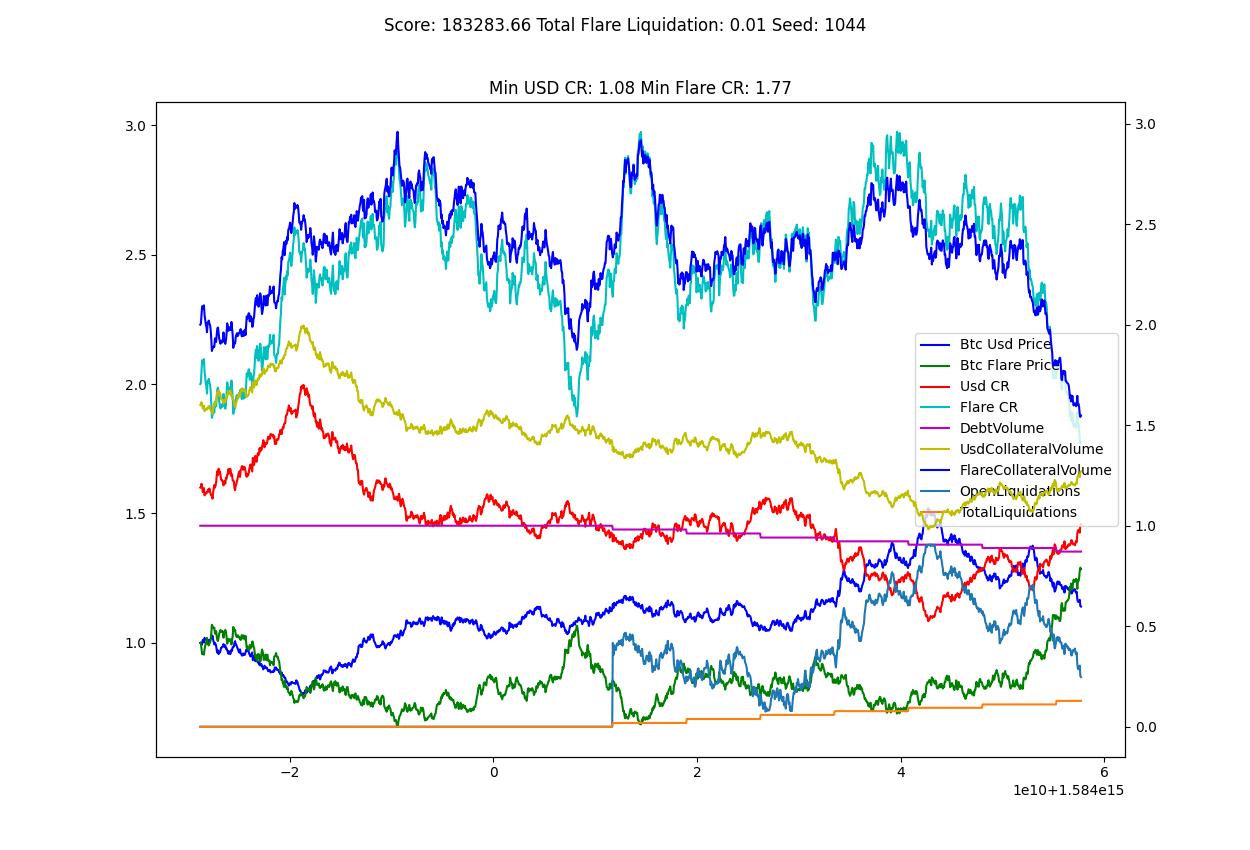 Score: 183283.66 Total Flare Liquidation: 0.01 Seed: 1044
Min USD CR: 1.08 Min Flare CR: 1.77
3.0
2.5
2.0
1.5
1.0
3.0
2.5
2.0
1.5
1.0
0.5
0.0
Btc Usd Price
Btc Flare Price
Usd CR
Flare CR
DebtVolume
UsdCollateralVolume
FlareCollateralVolume
OpenLiquidations
TotalLiquidations
−2
0
2
4
6
1e10+1.584e15